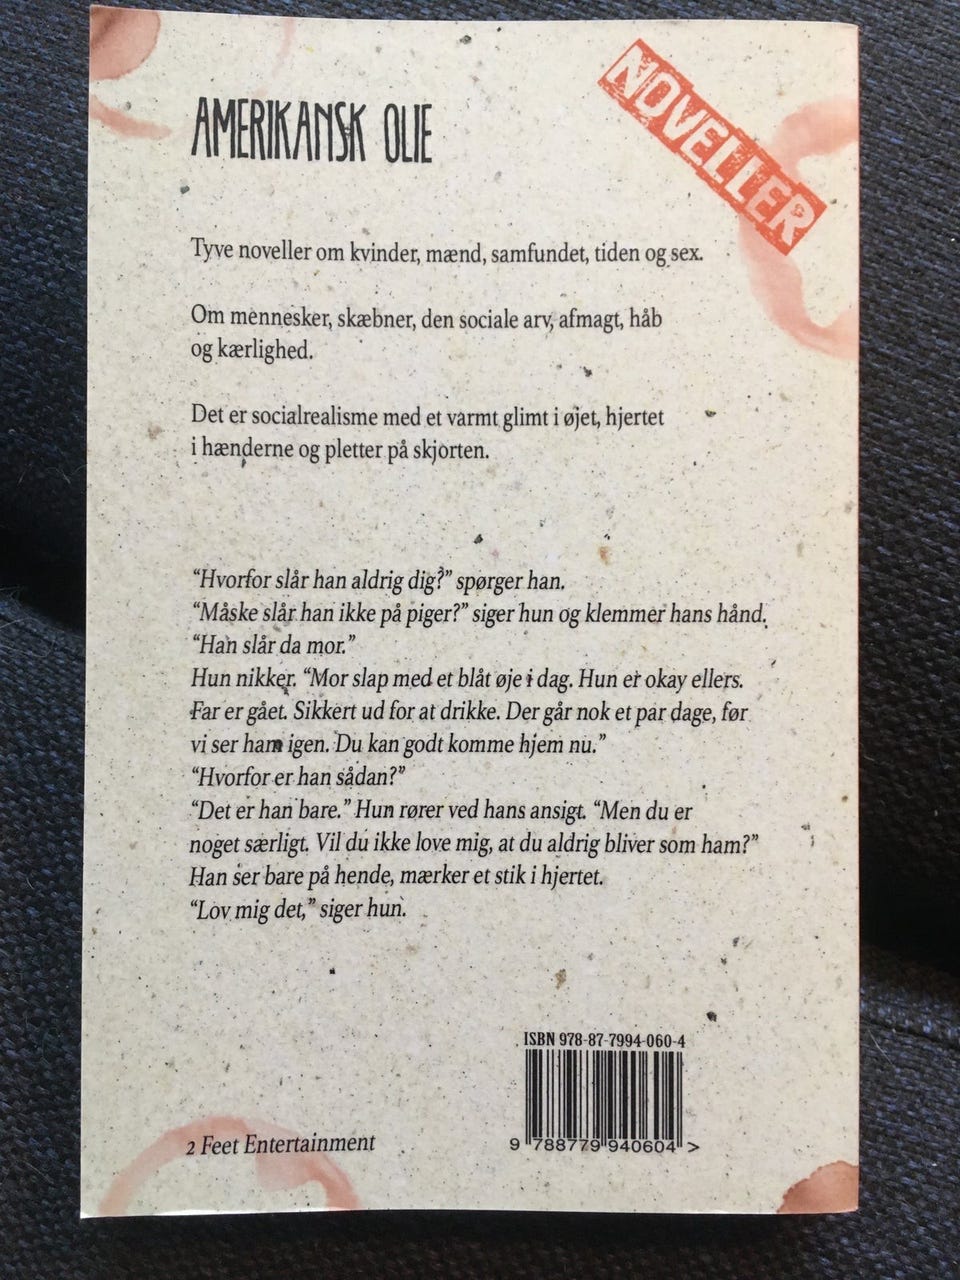 NOVELLER
AMERIKANSK OLIE
Tyve noveller om kvinder, mænd, samfundet, tiden og sex.
Om mennesker, skæbner, den sociale arv, afmagt, håb
og kærlighed.
Det er socialrealisme med et varmt glimt i øjet, hjertet
i hænderne og pletter på skjorten.
“Hvorfor slår han aldrig dig?” spørger han.
“Måske slår han ikke på piger?” siger hun og klemmer hans hånd.
“Han slår da mor.”
Hun nikker. “Mor slap med et blåt øje i dag. Hun er okay ellers.
Far er gået. Sikkert ud for at drikke. Der går nok et par dage, før
vi ser ham igen. Du kan godt komme hjem nu.”
“Hvorfor er han sådan?”
“Det er han bare.” Hun rører ved hans ansigt. “Men du er
noget særligt. Vil du ikke love mig, at du aldrig bliver som ham?”
Han ser bare på hende, mærker et stik i hjertet.
“Lov mig det,” siger hun.
ISBN 978-87-7994-060-4
9 788779 940604 >
2 Feet Entertainment